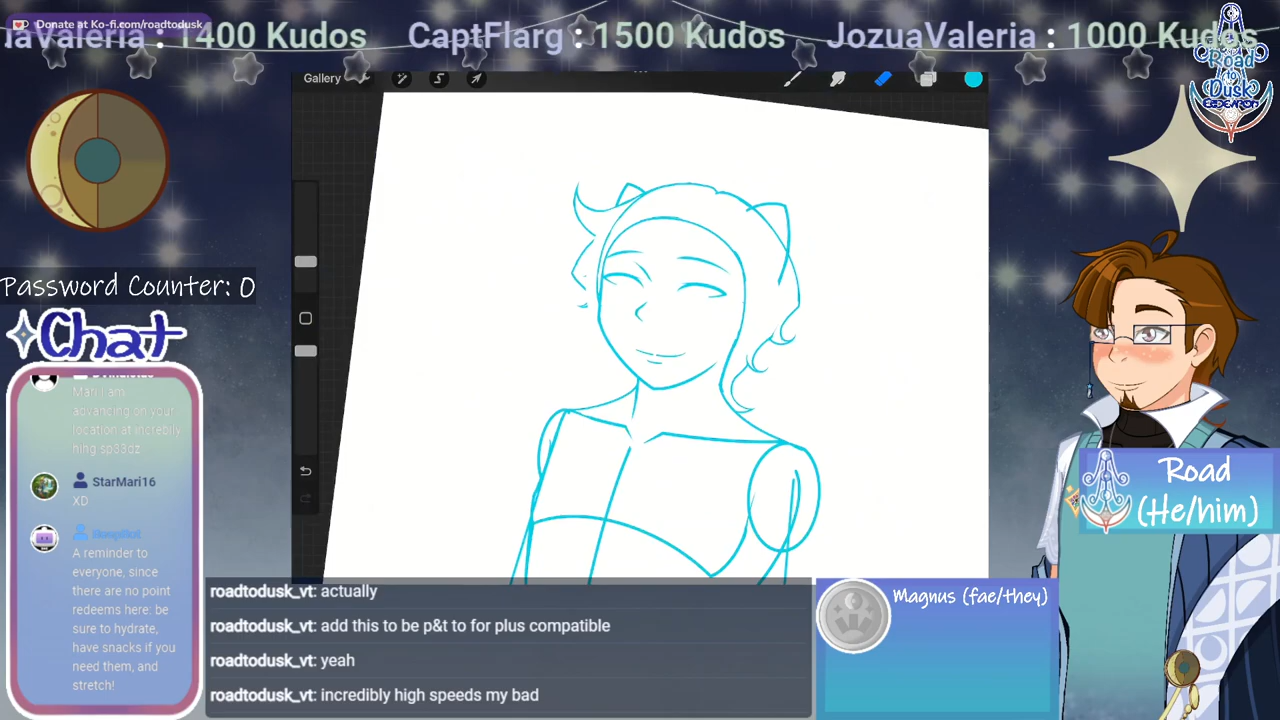 Donate at Ko-fi.com/roadtodusk
Valeria : 1400 Kudos CaptFlarg : 1500 Kudos JozuaValeria : 1000 Kudos
Road
to
Dusk
Gallery
Password Counter: 0
Chat
Mari I am
advancing on your
location at increbily
hihg sp33dz
StarMari16
XD
A reminder to
everyone, since
there are no point
redeems here: be
sure to hydrate,
have snacks if you
need them, and
stretch!
roadtodusk_vt: actually
roadtodusk_vt: add this to be p&t to for plus compatible
roadtodusk_vt: yeah
roadtodusk_vt: incredibly high speeds my bad
Magnus (fae/they)
Road
(He/him)